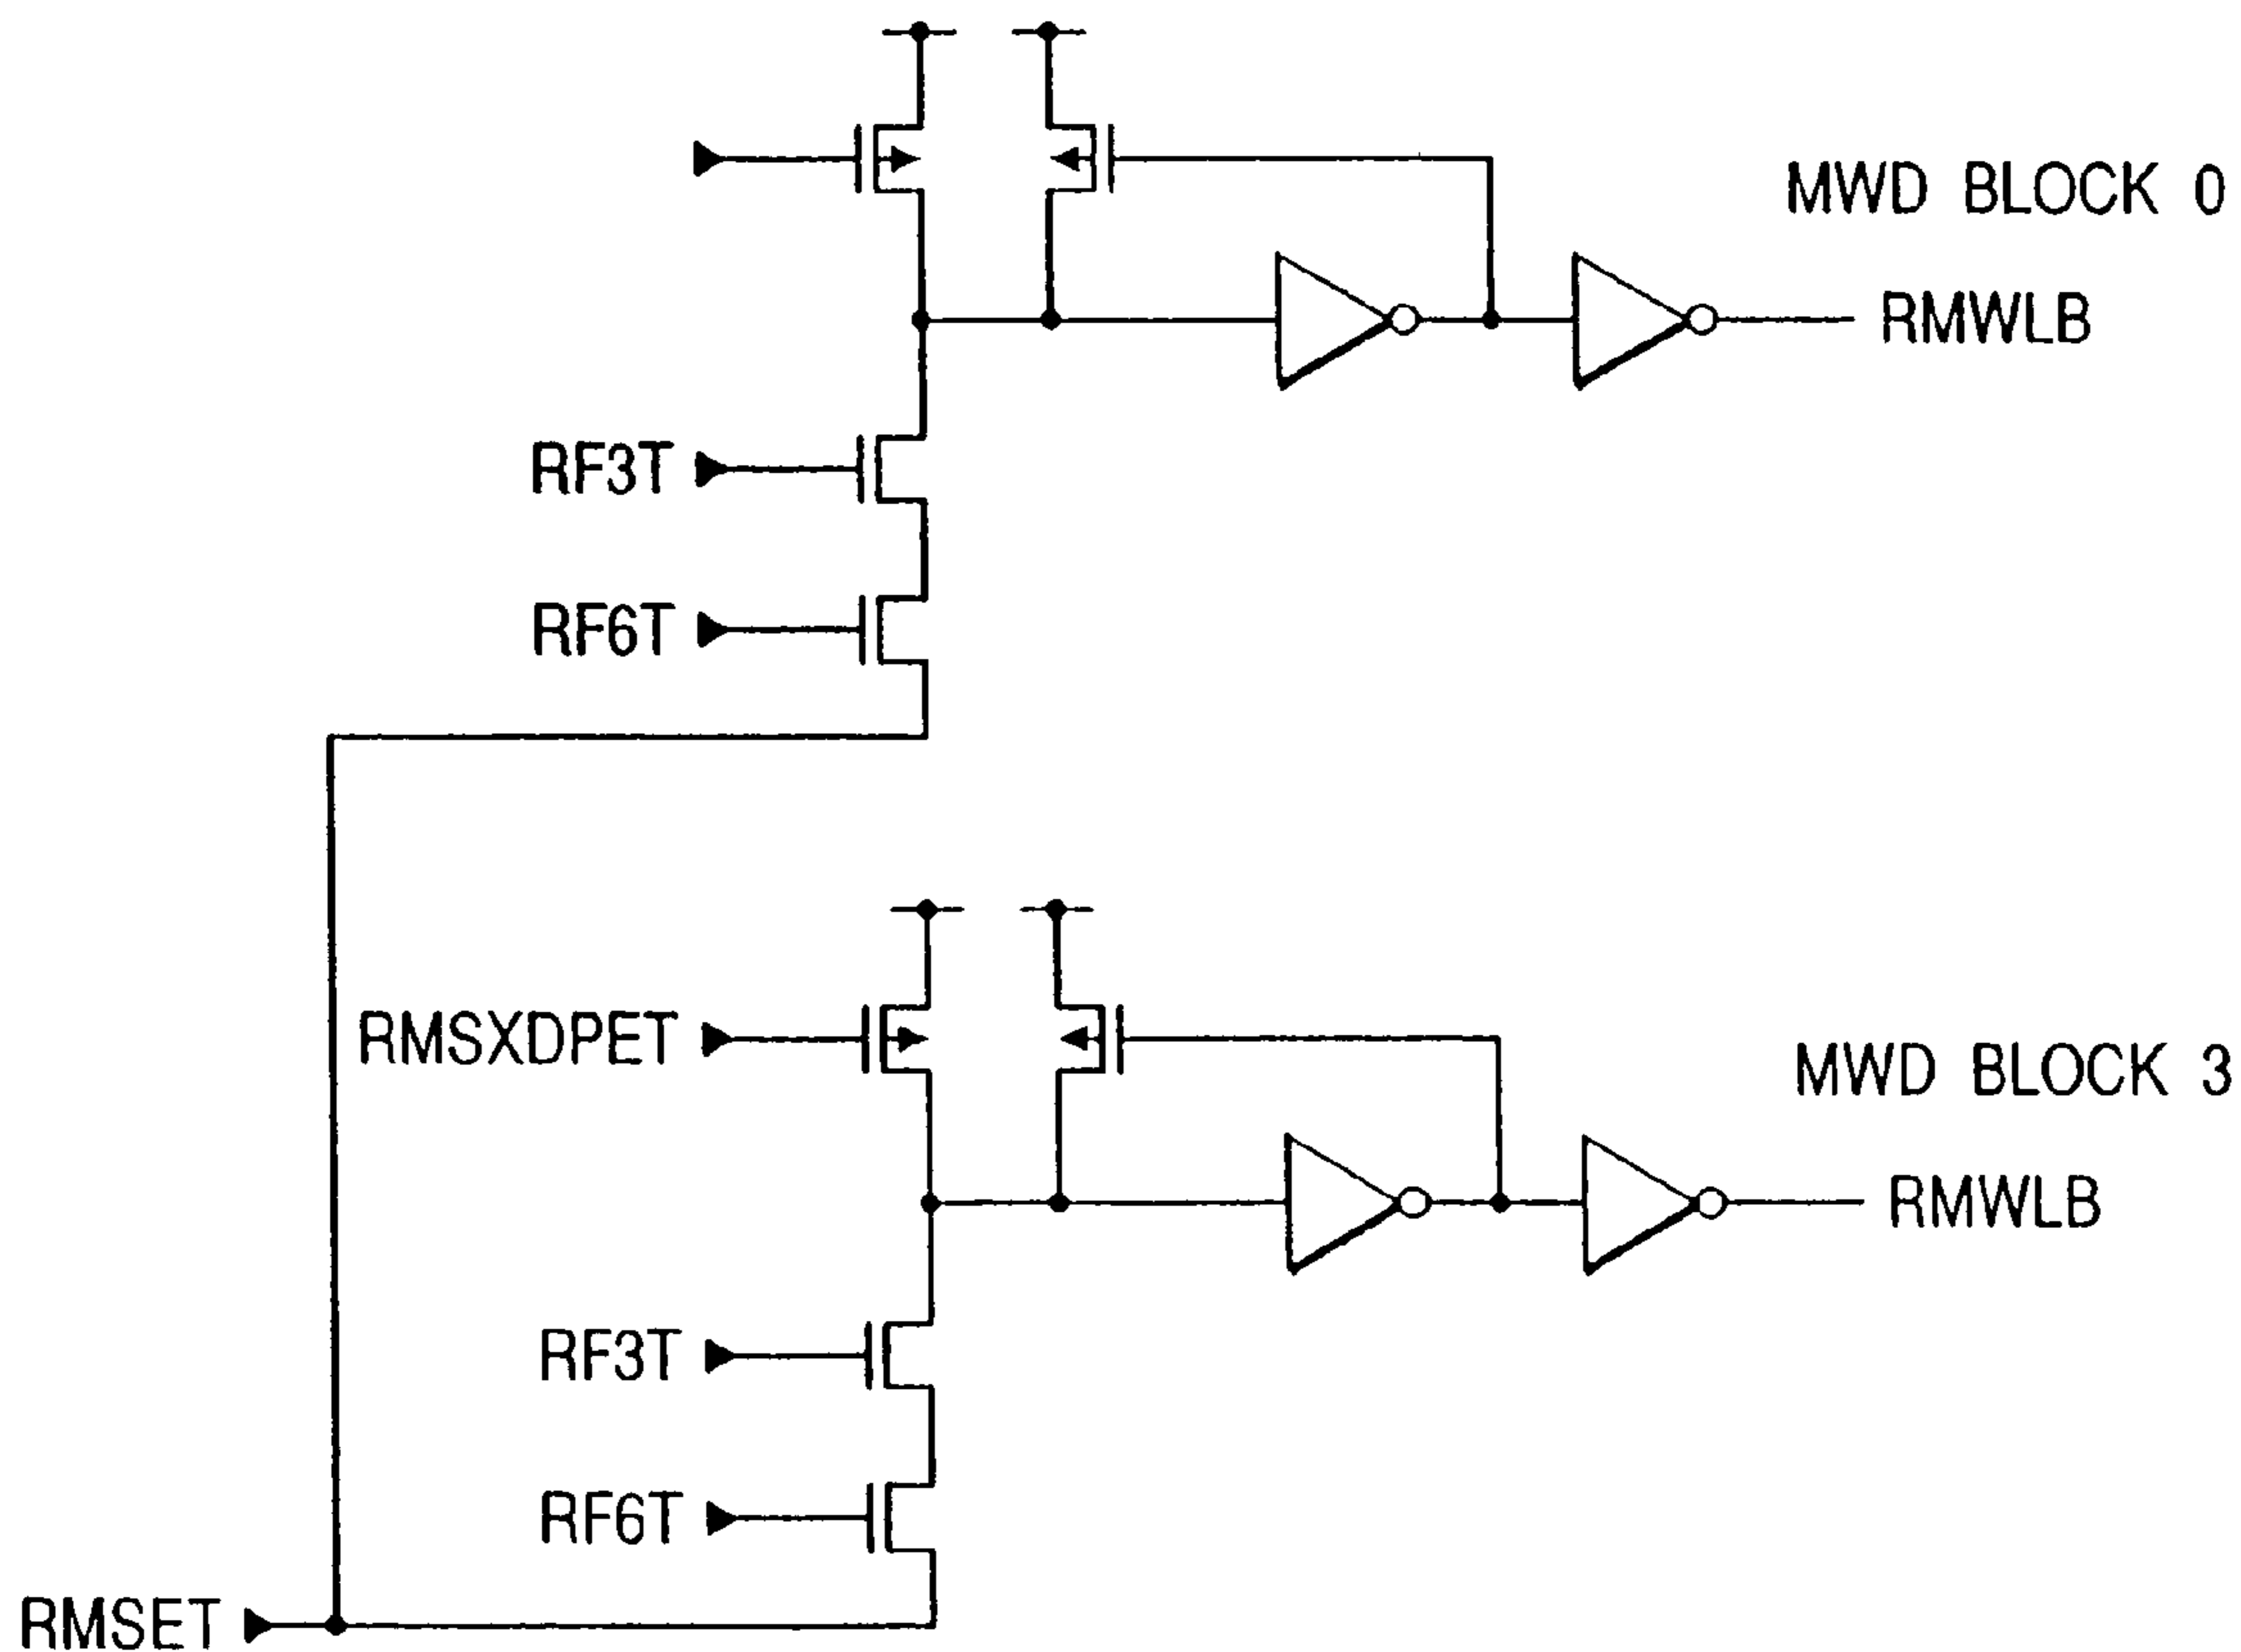 MWD BLOCK 0
RMWLB
RF3T
RF6T
RMSXDPET
MWD BLOCK 3
RMWLB
RF3T
RF6T
RMSET